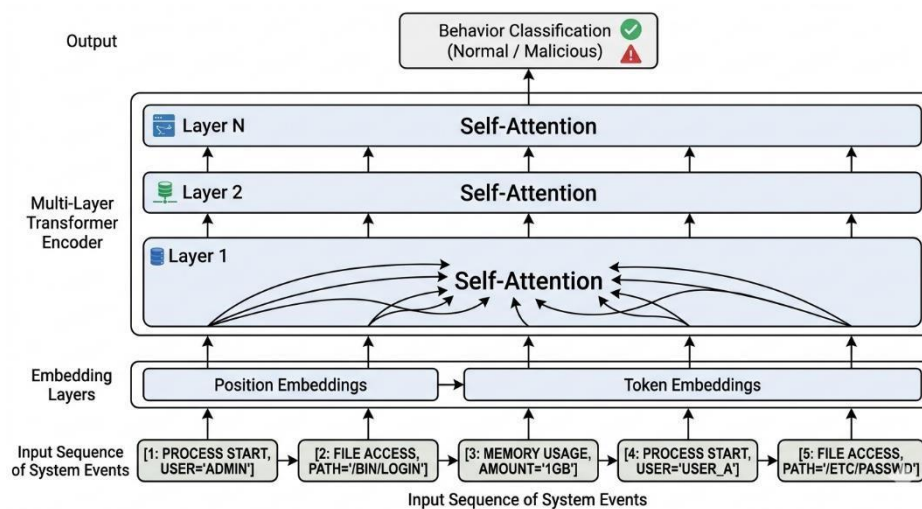 Output
Behavior Classification
(Normal / Malicious)
Layer N
Self-Attention
Multi-Layer
Transformer
Encoder
Layer 2
Self-Attention
Layer 1
Self-Attention
Embedding
Layers
Position Embeddings
Token Embeddings
Input Sequence
of System Events
[1: PROCESS START,
USER='ADMIN']
[2: FILE ACCESS,
PATH='/BIN/LOGIN']
[3: MEMORY USAGE,
AMOUNT='1GB']
[4: PROCESS START,
USER='USER_A']
[5: FILE ACCESS,
PATH='/ETC/PASSWD']
Input Sequence of System Events